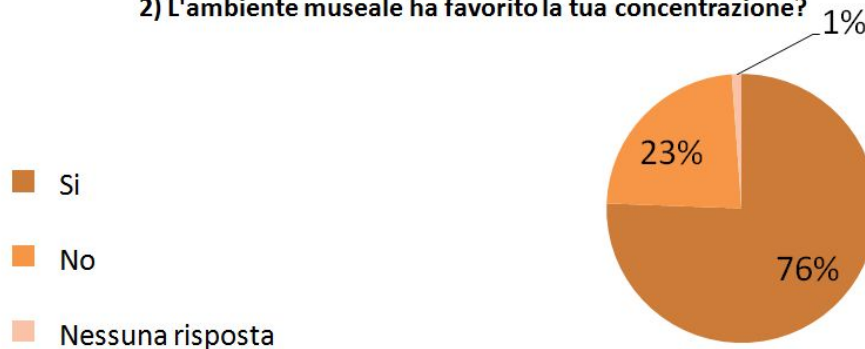 2) L'ambiente museale ha favorito la tua concentrazione?
1%
23%
76%
Si
No
Nessuna risposta